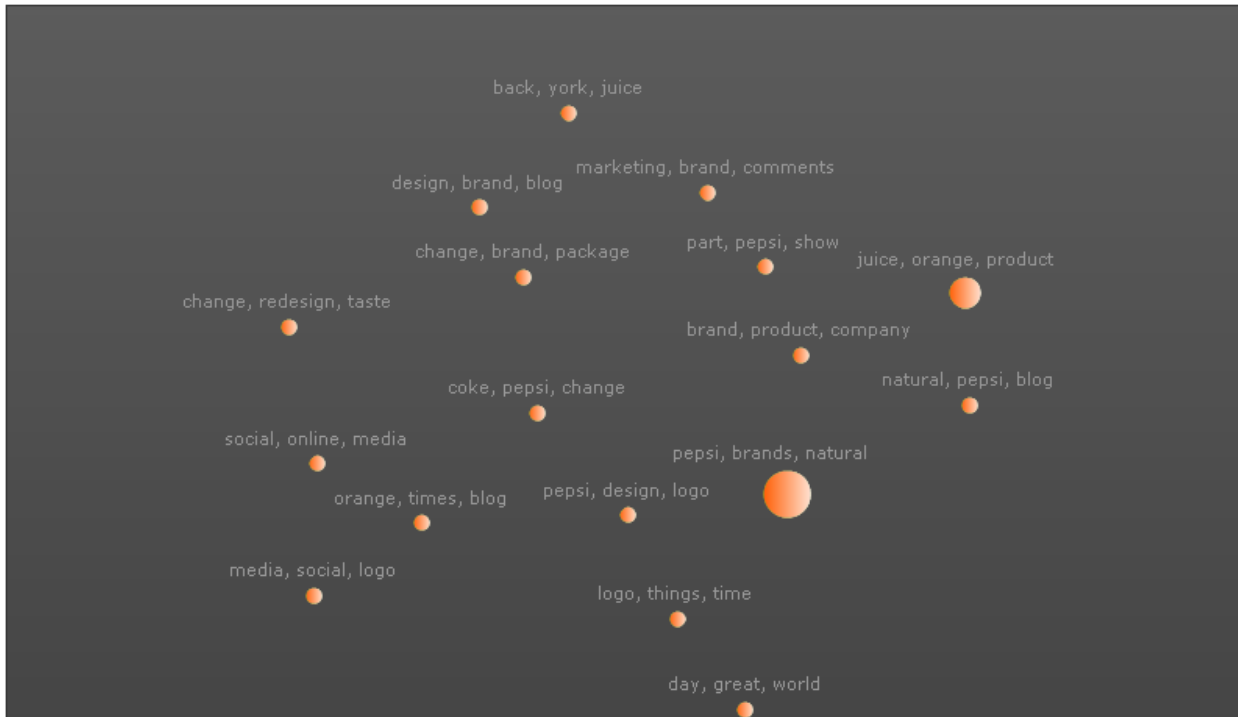 back, york, juice
marketing, brand, comments
design, brand, blog
part, pepsi, show
change, brand, package
juice, orange, product
change, redesign, taste
brand, product, company
natural, pepsi, blog
coke, pepsi, change
social, online, media
pepsi, brands, natural
pepsi, design, logo
orange, times, blog
media, social, logo
logo, things, time
day, great, world